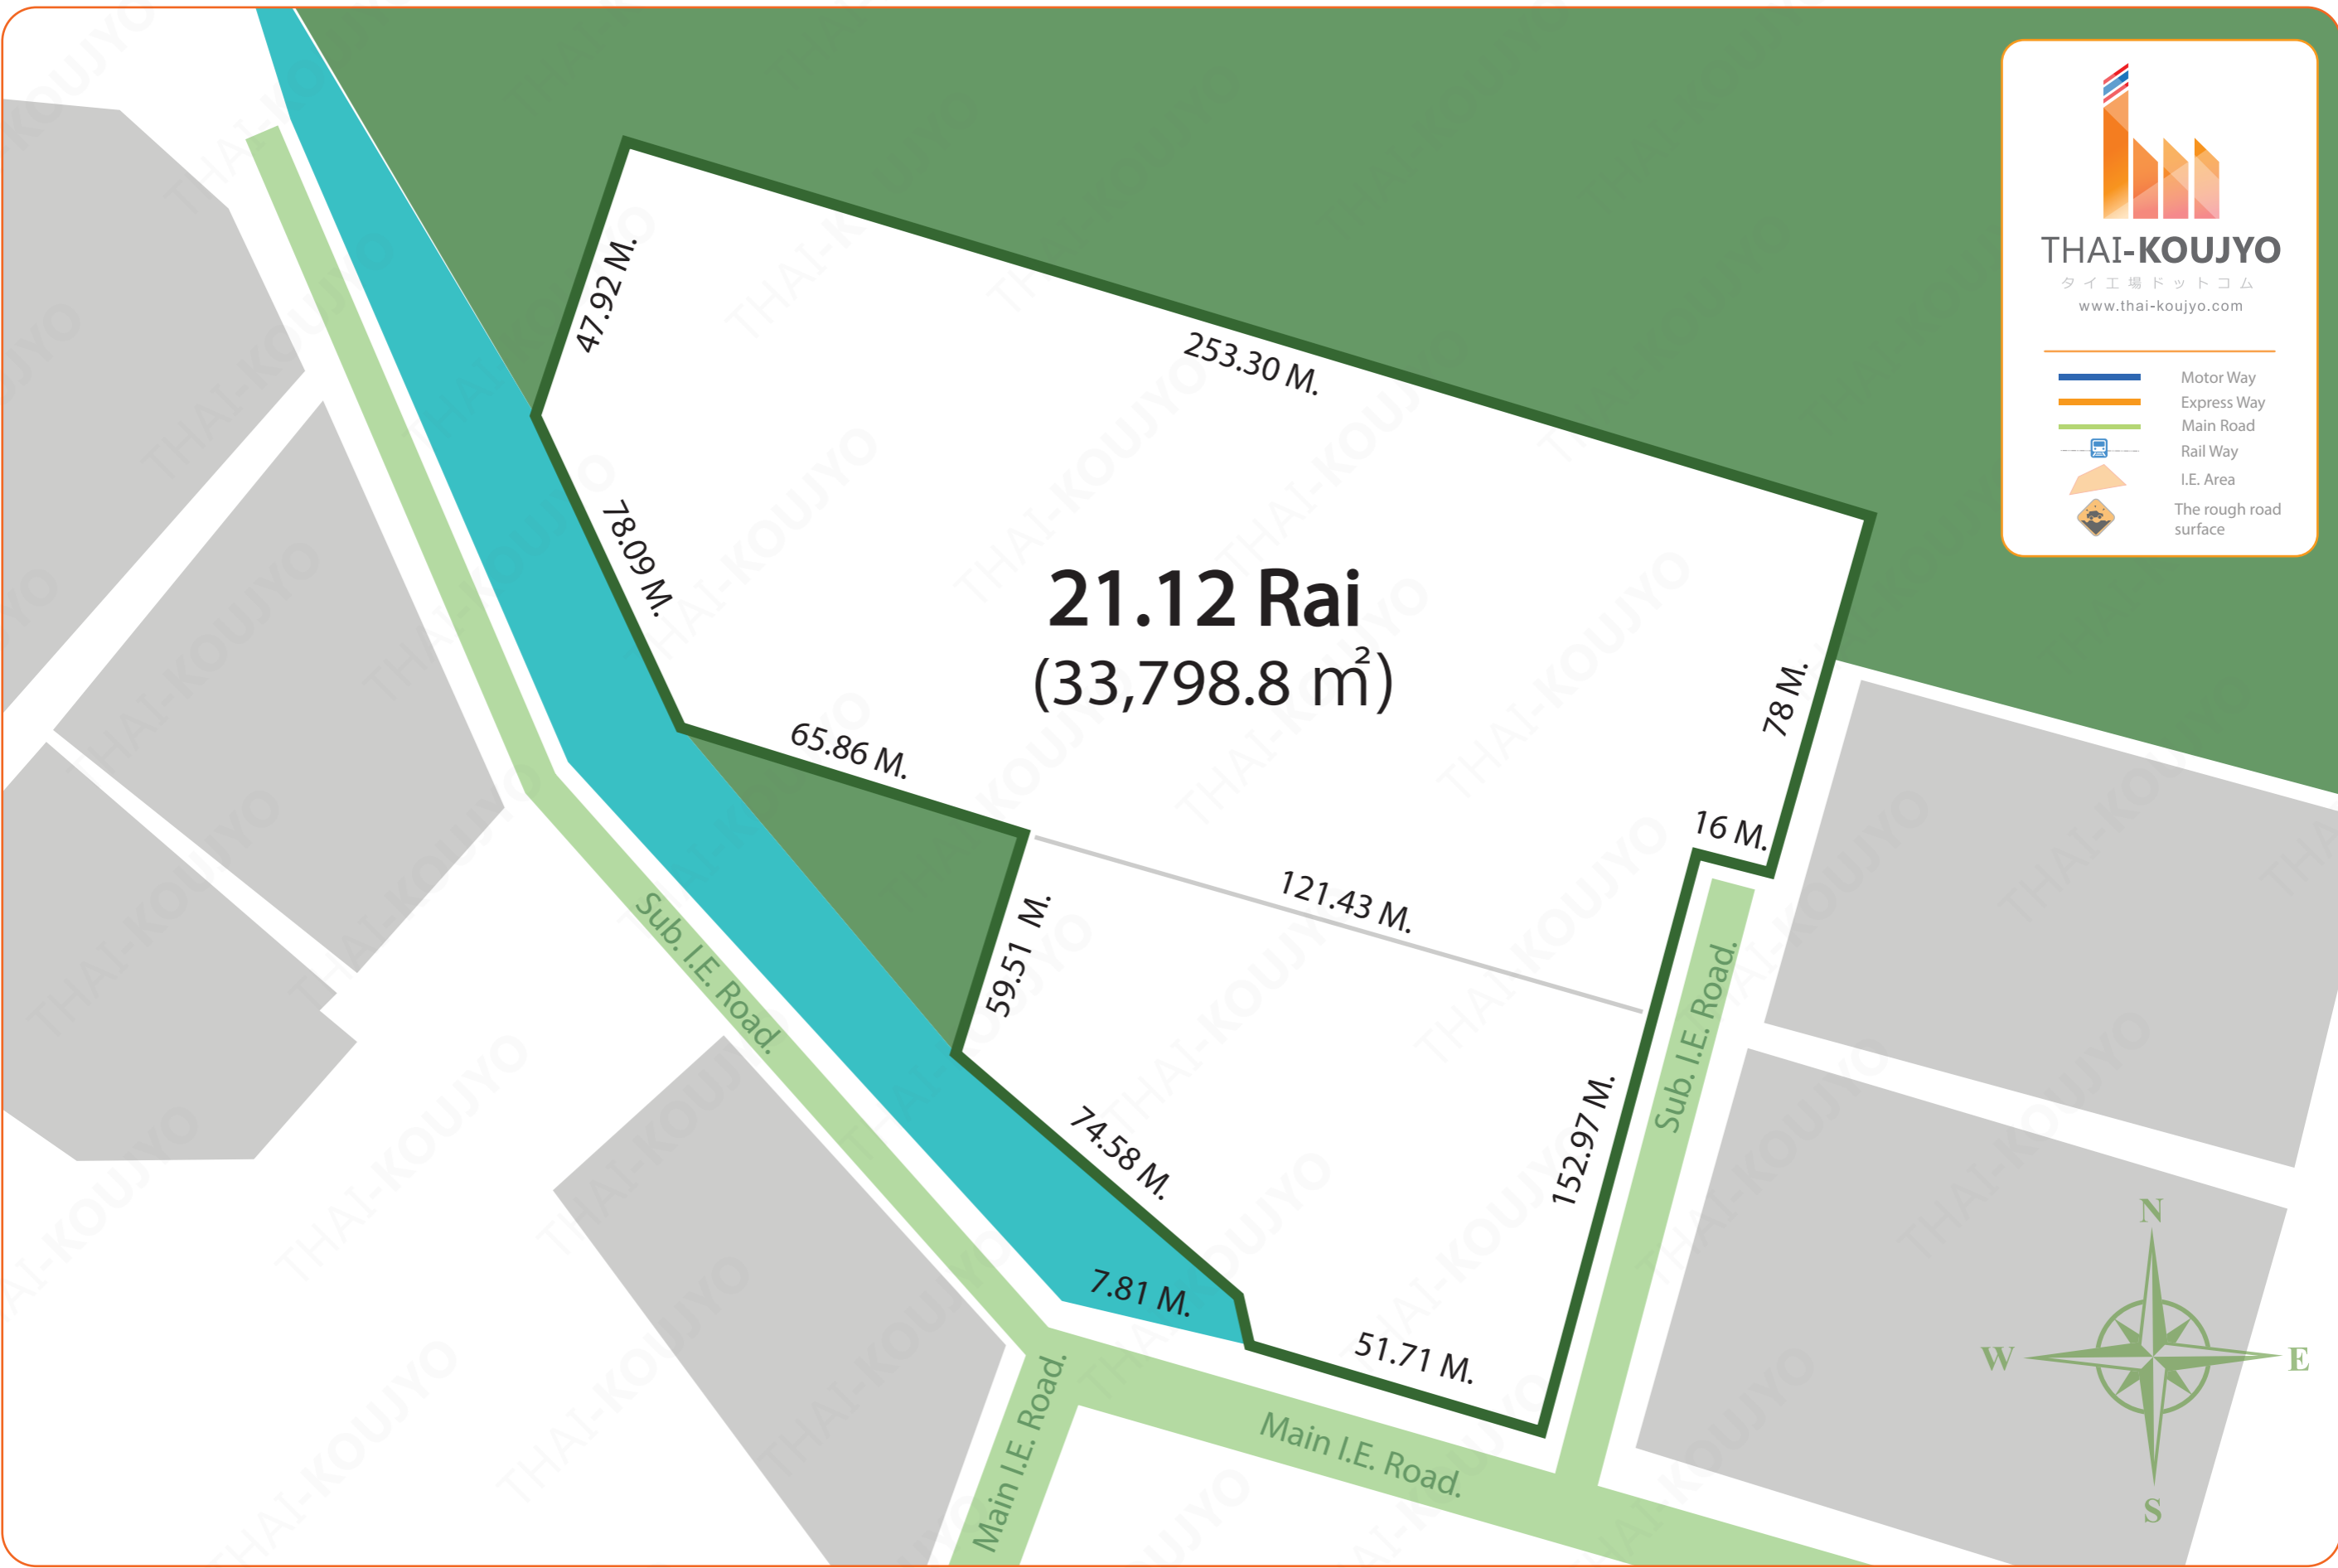 THAI-KOUJYO
タイ工場ドットコム
www.thai-koujyo.com
Motor Way
Express Way
Main Road
Rail Way
I.E. Area
The rough road
surface
47.92 M.
253.30 M.
78.09 M.
21.12 Rai
(33,798.8 m²)
78 M.
65.86 M.
16 M.
121.43 M.
59.51 M.
Sub. I.E. Road.
Sub. I.E. Road.
74.58 M.
152.97 M.
7.81 M.
51.71 M.
Main I.E. Road.
Main I.E. Road.
N
W
E
S